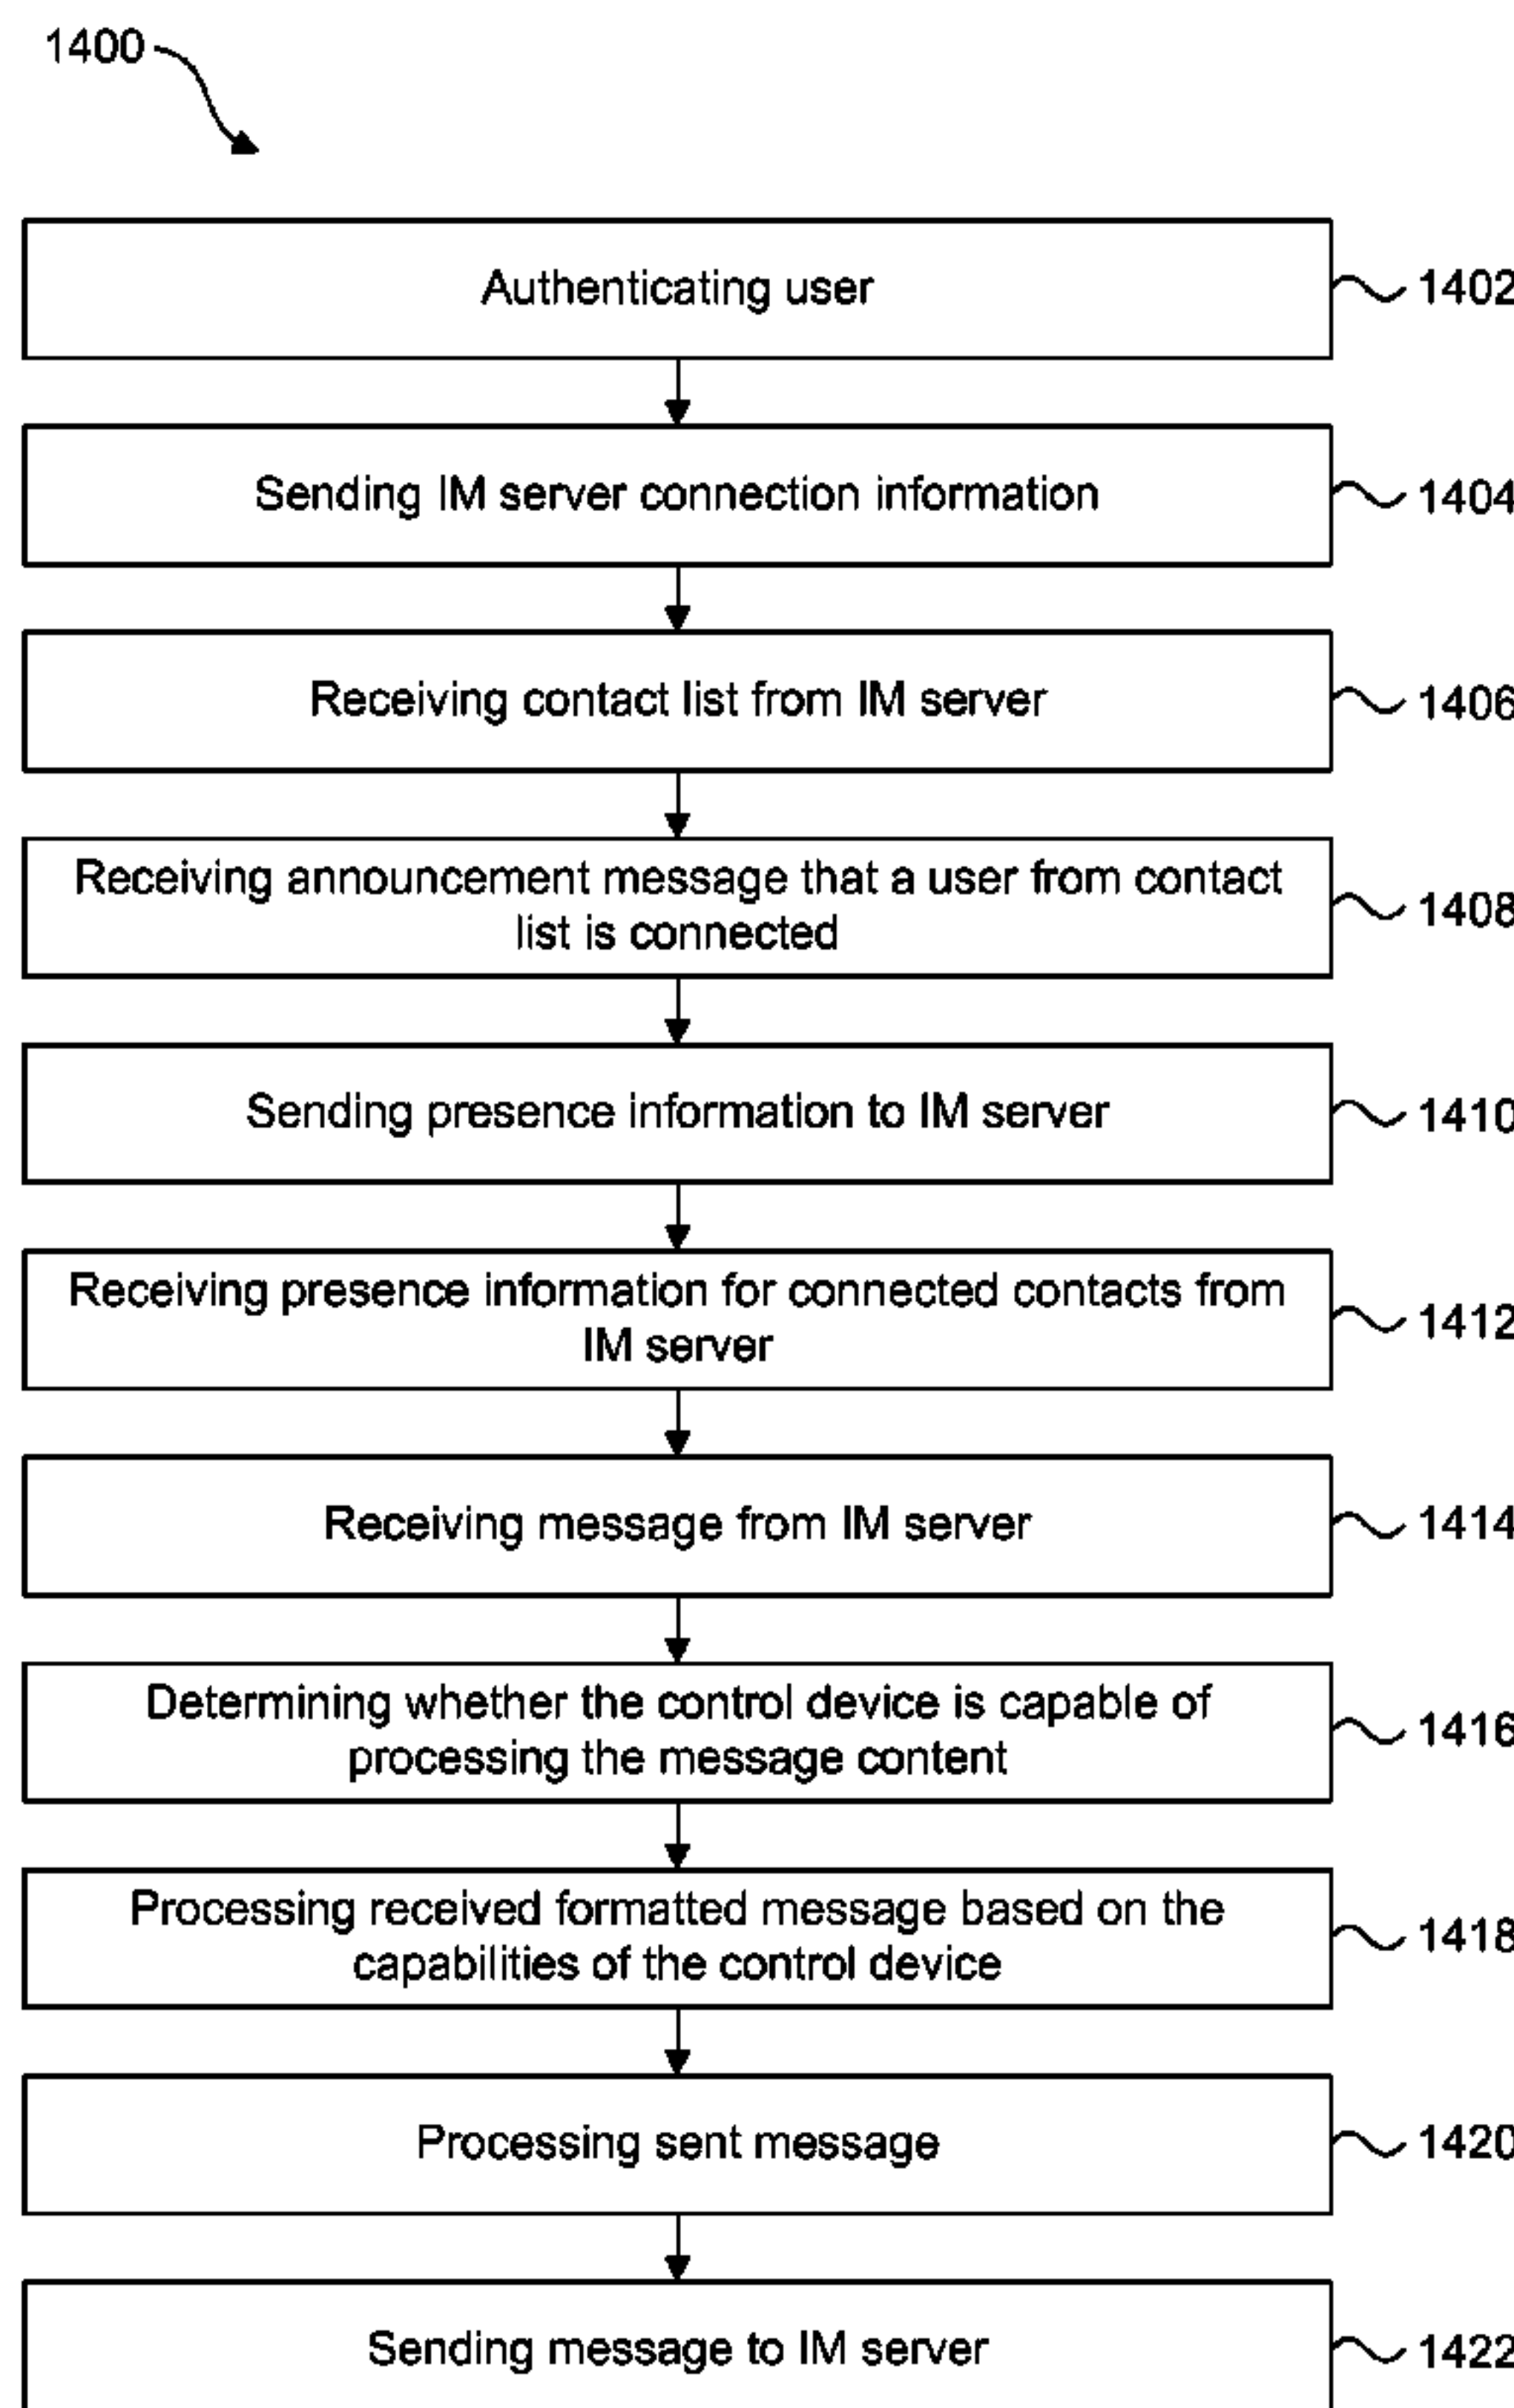 1400
Authenticating user
1402
Sending IM server connection information
1404
Receiving contact list from IM server
1406
Receiving announcement message that a user from contact
list is connected
1408
Sending presence information to IM server
1410
Receiving presence information for connected contacts from
IM server
1412
Receiving message from IM server
1414
Determining whether the control device is capable of
processing the message content
1416
Processing received formatted message based on the
capabilities of the control device
1418
Processing sent message
1420
Sending message to IM server
1422